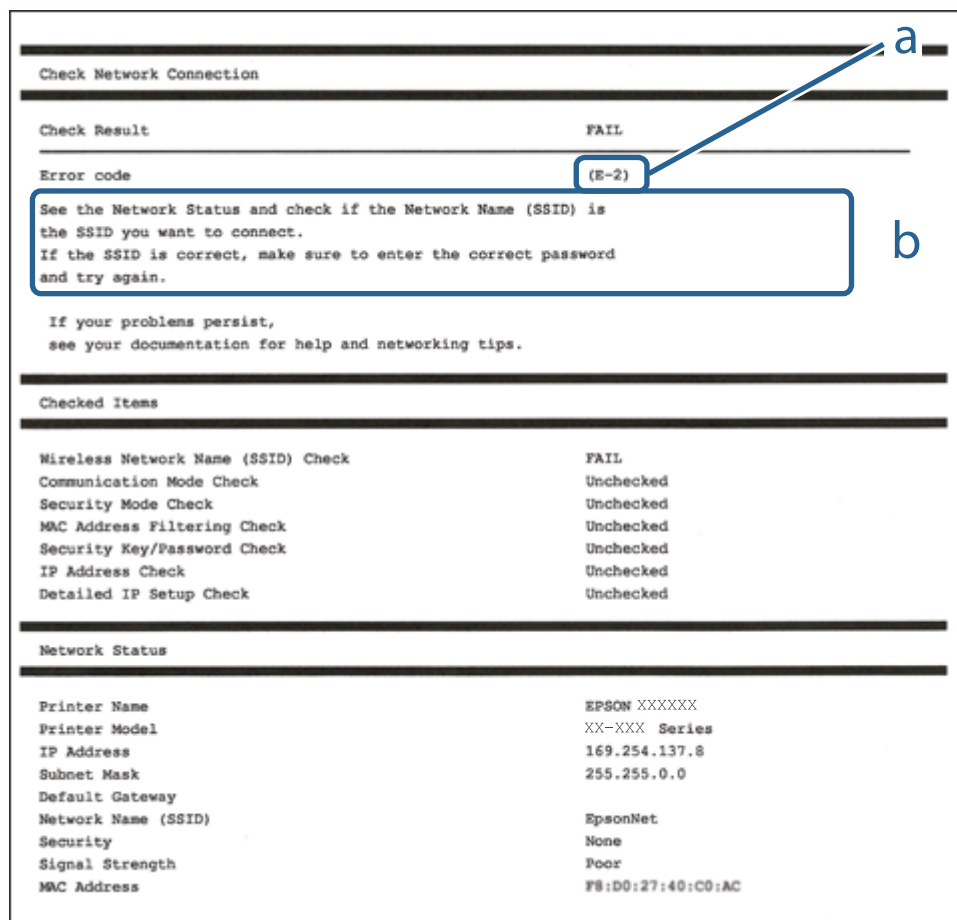 a
Check Network Connection
Check Result FAIL
Error code (E-2)
See the Network Status and check if the Network Name (SSID) is
the SSID you want to connect.
If the SSID is correct, make sure to enter the correct password
and try again.
b
If your problems persist,
see your documentation for help and networking tips.
Checked Items
Wireless Network Name (SSID) Check FAIL
Communication Mode Check Unchecked
Security Mode Check Unchecked
MAC Address Filtering Check Unchecked
Security Key/Password Check Unchecked
IP Address Check Unchecked
Detailed IP Setup Check Unchecked
Network Status
Printer Name EPSON XXXXXX
Printer Model XX-XXX Series
IP Address 169.254.137.8
Subnet Mask 255.255.0.0
Default Gateway
Network Name (SSID) EpsonNet
Security None
Signal Strength Poor
MAC Address F8:D0:27:40:C0:AC